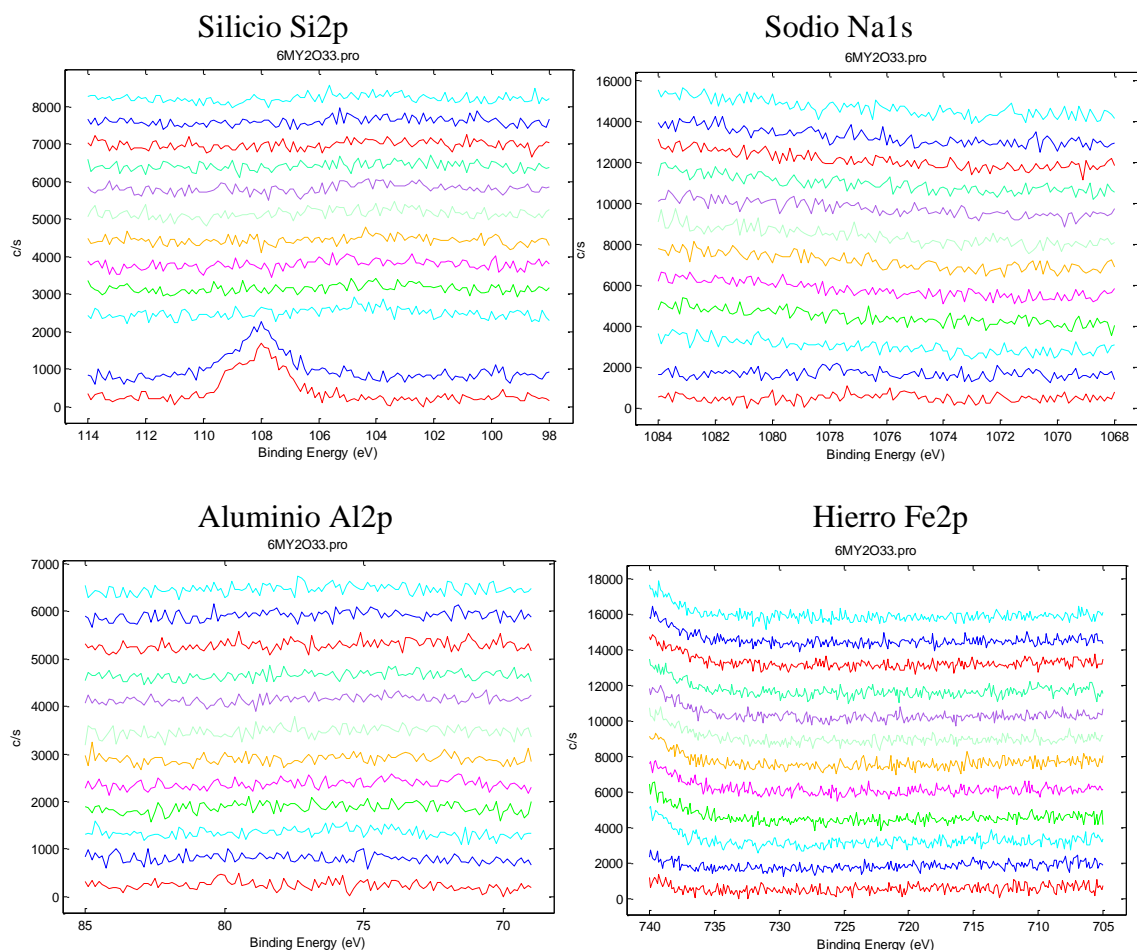 Silicio Si2p
6MY2O33.pro
8000
7000
6000
5000
4000
3000
2000
1000
0
c/s
114 112 110 108 106 104 102 100 98
Binding Energy (eV)
Sodio Na1s
6MY2O33.pro
16000
14000
12000
10000
8000
6000
4000
2000
0
c/s
1084 1082 1080 1078 1076 1074 1072 1070 1068
Binding Energy (eV)
Aluminio Al2p
6MY2O33.pro
7000
6000
5000
4000
3000
2000
1000
0
c/s
85 80 75 70
Binding Energy (eV)
Hierro Fe2p
6MY2O33.pro
18000
16000
14000
12000
10000
8000
6000
4000
2000
0
c/s
740 735 730 725 720 715 710 705
Binding Energy (eV)